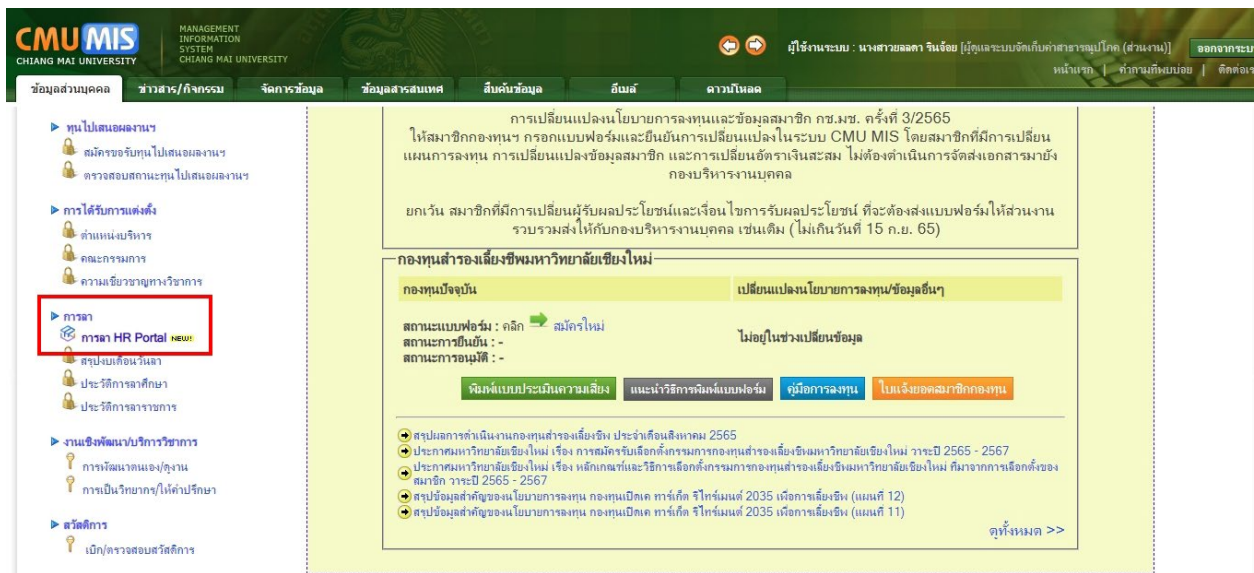 CMU MIS
CHIANG MAI UNIVERSITY
MANAGEMENT
INFORMATION
SYSTEM
CHIANG MAI UNIVERSITY
ผู้ใช้งานระบบ : นางสาวยลลดา รินจ้อย [ผู้ดูแลระบบจัดเก็บค่าสาธารณูปโภค (ส่วนงาน)]
ออกจากระบบ
หน้าแรก | คำถามที่พบบ่อย | ติดต่อเรา
ข้อมูลส่วนบุคคล ข่าวสาร/กิจกรรม จัดการข้อมูล ข้อมูลสารสนเทศ สืบค้นข้อมูล อีเมล์ ดาวน์โหลด
ทุนไปเสนอผลงานฯ
สมัครขอรับทุนไปเสนอผลงานฯ
ตรวจสอบสถานะทุนไปเสนอผลงานฯ
การได้รับการแต่งตั้ง
ตำแหน่งบริหาร
คณะกรรมการ
ความเชี่ยวชาญทางวิชาการ
การลา
การลา HR Portal NEW!
สรุปงบเดือนวันลา
ประวัติการลาศึกษา
ประวัติการลาราชการ
งานเชิงพัฒนา/บริการวิชาการ
การพัฒนาตนเอง/ดูงาน
การเป็นวิทยากร/ให้คำปรึกษา
สวัสดิการ
เบิก/ตรวจสอบสวัสดิการ
การเปลี่ยนแปลงนโยบายการลงทุนและข้อมูลสมาชิก กช.มช. ครั้งที่ 3/2565
ให้สมาชิกกองทุนฯ กรอกแบบฟอร์มและยืนยันการเปลี่ยนแปลงในระบบ CMU MIS โดยสมาชิกที่มีการเปลี่ยน
แผนการลงทุน การเปลี่ยนแปลงข้อมูลสมาชิก และการเปลี่ยนอัตราเงินสะสม ไม่ต้องดำเนินการจัดส่งเอกสารมายัง
กองบริหารงานบุคคล
ยกเว้น สมาชิกที่มีการเปลี่ยนผู้รับผลประโยชน์และเงื่อนไขการรับผลประโยชน์ ที่จะต้องส่งแบบฟอร์มให้ส่วนงาน
รวบรวมส่งให้กับกองบริหารงานบุคคล เช่นเดิม (ไม่เกินวันที่ 15 ก.ย. 65)
กองทุนสำรองเลี้ยงชีพมหาวิทยาลัยเชียงใหม่
กองทุนปัจจุบัน เปลี่ยนแปลงนโยบายการลงทุน/ข้อมูลอื่นๆ
สถานะแบบฟอร์ม : คลิก สมัครใหม่
สถานะการยืนยัน : -
สถานะการอนุมัติ : -
ไม่อยู่ในช่วงเปลี่ยนข้อมูล
พิมพ์แบบประเมินความเสี่ยง แนะนำวิธีการพิมพ์แบบฟอร์ม คู่มือการลงทุน ใบแจ้งยอดสมาชิกกองทุน
สรุปผลการดำเนินงานกองทุนสำรองเลี้ยงชีพ ประจำเดือนสิงหาคม 2565
ประกาศมหาวิทยาลัยเชียงใหม่ เรื่อง การสมัครรับเลือกตั้งกรรมการกองทุนสำรองเลี้ยงชีพมหาวิทยาลัยเชียงใหม่ วาระปี 2565 - 2567
ประกาศมหาวิทยาลัยเชียงใหม่ เรื่อง หลักเกณฑ์และวิธีการเลือกตั้งกรรมการกองทุนสำรองเลี้ยงชีพมหาวิทยาลัยเชียงใหม่ ที่มาจากการเลือกตั้งของ
สมาชิก วาระปี 2565 - 2567
สรุปข้อมูลสำคัญของนโยบายการลงทุน กองทุนเปิดเค ทาร์เก็ต รีไทร์เมนต์ 2035 เพื่อการเลี้ยงชีพ (แผนที่ 12)
สรุปข้อมูลสำคัญของนโยบายการลงทุน กองทุนเปิดเค ทาร์เก็ต รีไทร์เมนต์ 2035 เพื่อการเลี้ยงชีพ (แผนที่ 11)
ดูทั้งหมด >>